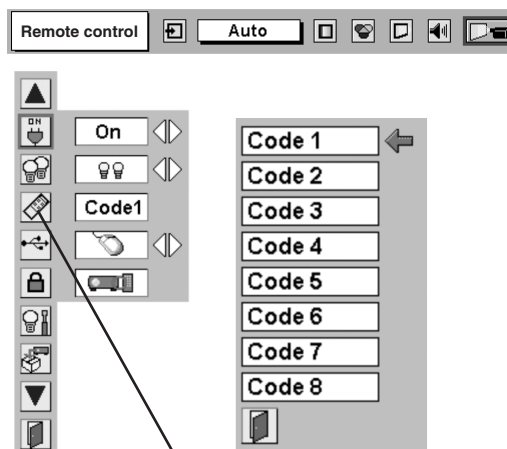 Remote control
Auto
ON
On
Code1
Code 1
Code 2
Code 3
Code 4
Code 5
Code 6
Code 7
Code 8